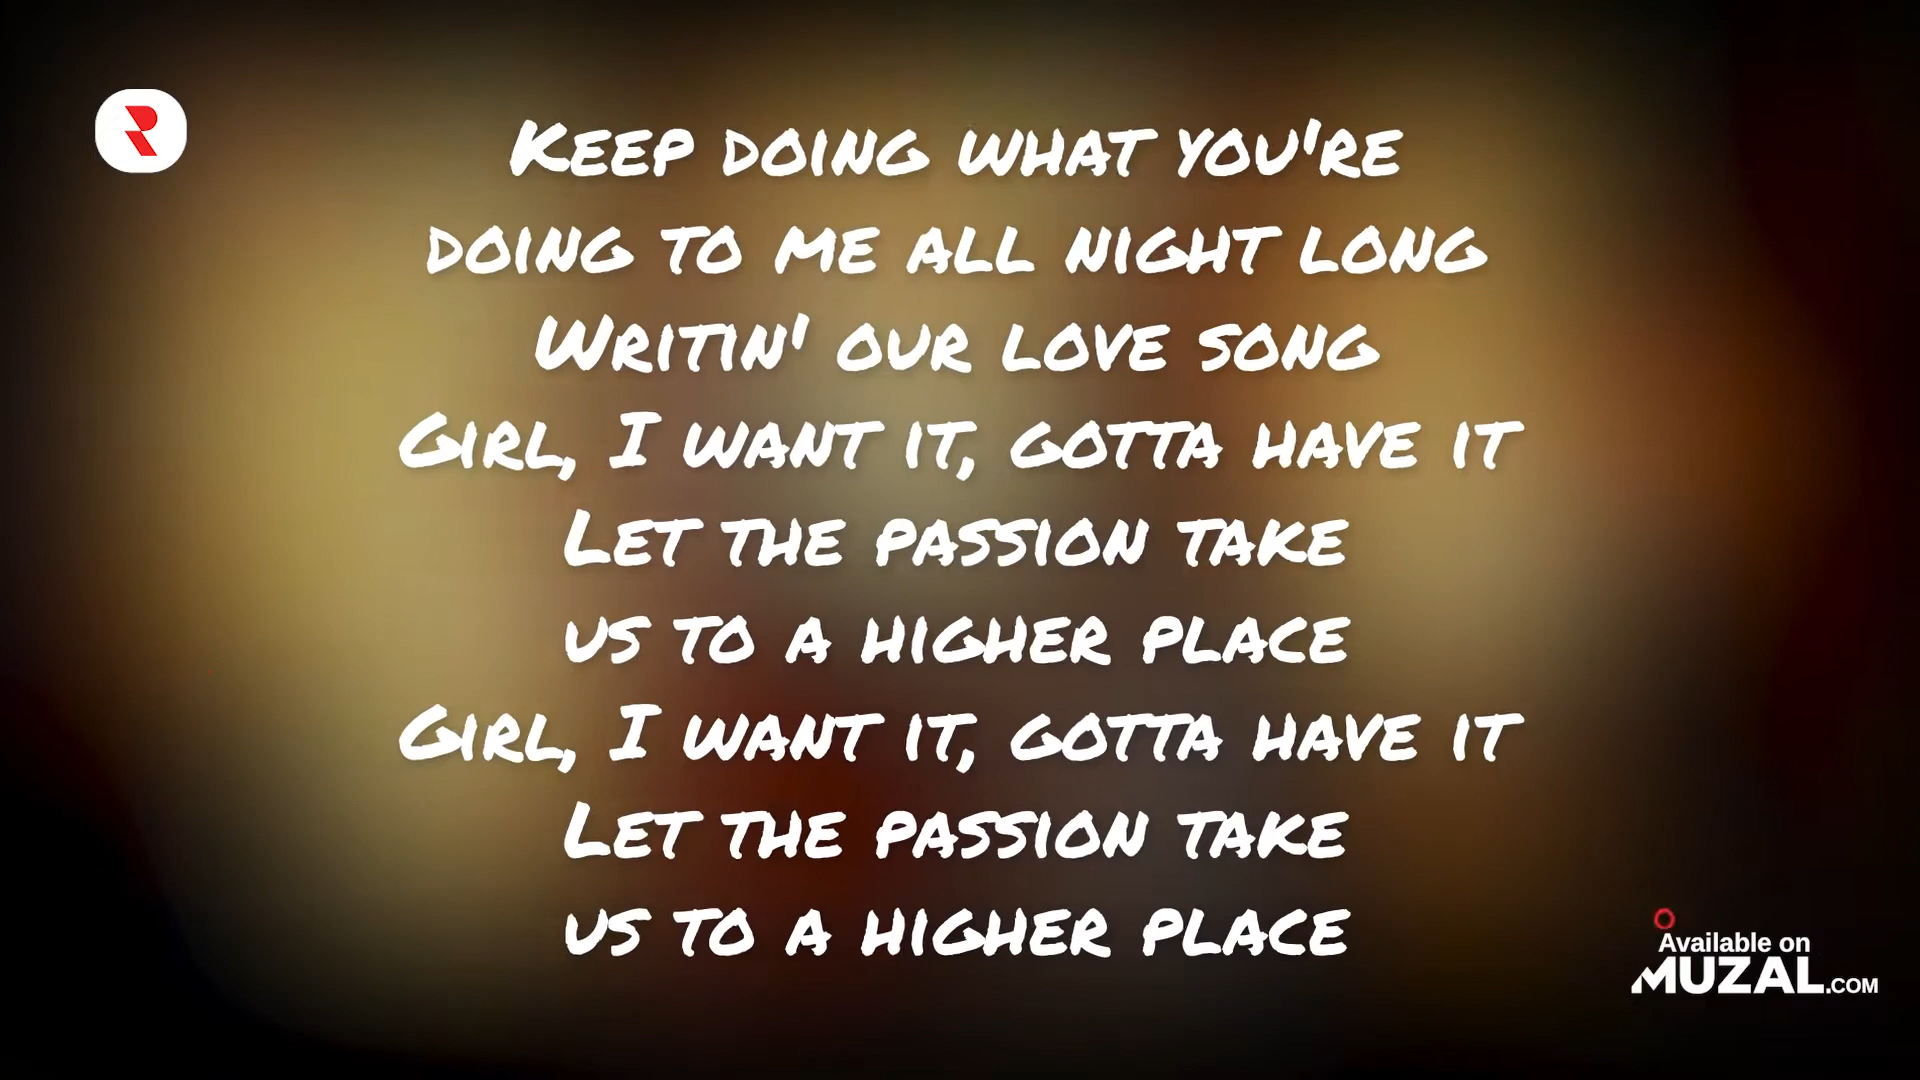 Keep doing what you're
doing to me all night long
Writin' our love song
Girl, I want it, gotta have it
Let the passion take
us to a higher place
Girl, I want it, gotta have it
Let the passion take
us to a higher place
R
Available on
MUZAL.COM